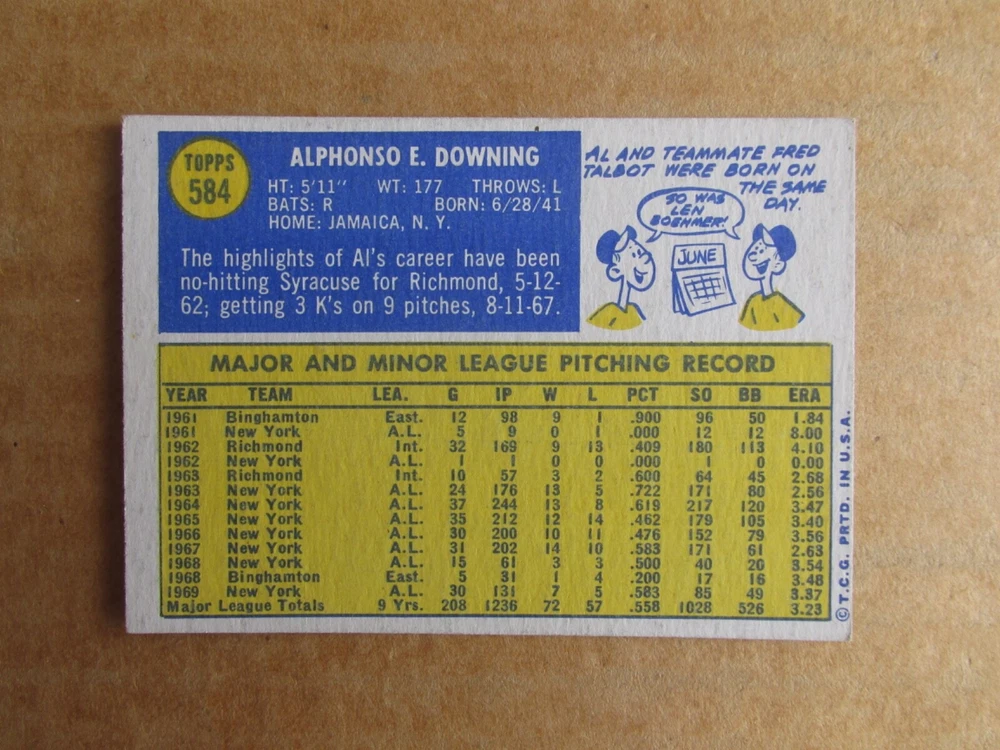 TOPPS
584
ALPHONSO E. DOWNING
HT: 5'11" WT: 177 THROWS: L
BATS: R BORN: 6/28/41
HOME: JAMAICA, N. Y.
The highlights of Al's career have been
no-hitting Syracuse for Richmond, 5-12-
62; getting 3 K's on 9 pitches, 8-11-67.
AL AND TEAMMATE FRED
TALBOT WERE BORN ON
THE SAME
DAY.
SO WAS
LEN
BOEHMER!
JUNE
MAJOR AND MINOR LEAGUE PITCHING RECORD
YEAR TEAM LEA. G IP W L PCT SO BB ERA
1961 Binghamton East. 12 98 9 1 .900 96 50 1.84
1961 New York A.L. 5 9 0 1 .000 12 12 8.00
1962 Richmond Int. 32 169 9 13 .409 180 113 4.10
1962 New York A.L. 1 1 0 0 .000 1 0 0.00
1963 Richmond Int. 10 57 3 2 .600 64 45 2.68
1963 New York A.L. 24 176 13 5 .722 171 80 2.56
1964 New York A.L. 37 244 13 8 .619 217 120 3.47
1965 New York A.L. 35 212 12 14 .462 179 105 3.40
1966 New York A.L. 30 200 10 11 .476 152 79 3.56
1967 New York A.L. 31 202 14 10 .583 171 61 2.63
1968 New York A.L. 15 61 3 3 .500 40 20 3.54
1968 Binghamton East. 5 31 1 4 .200 17 16 3.48
1969 New York A.L. 30 131 7 5 .583 85 49 3.37
Major League Totals 9 Yrs. 208 1236 72 57 .558 1028 526 3.23
©T.C.G. PRTD. IN U.S.A.